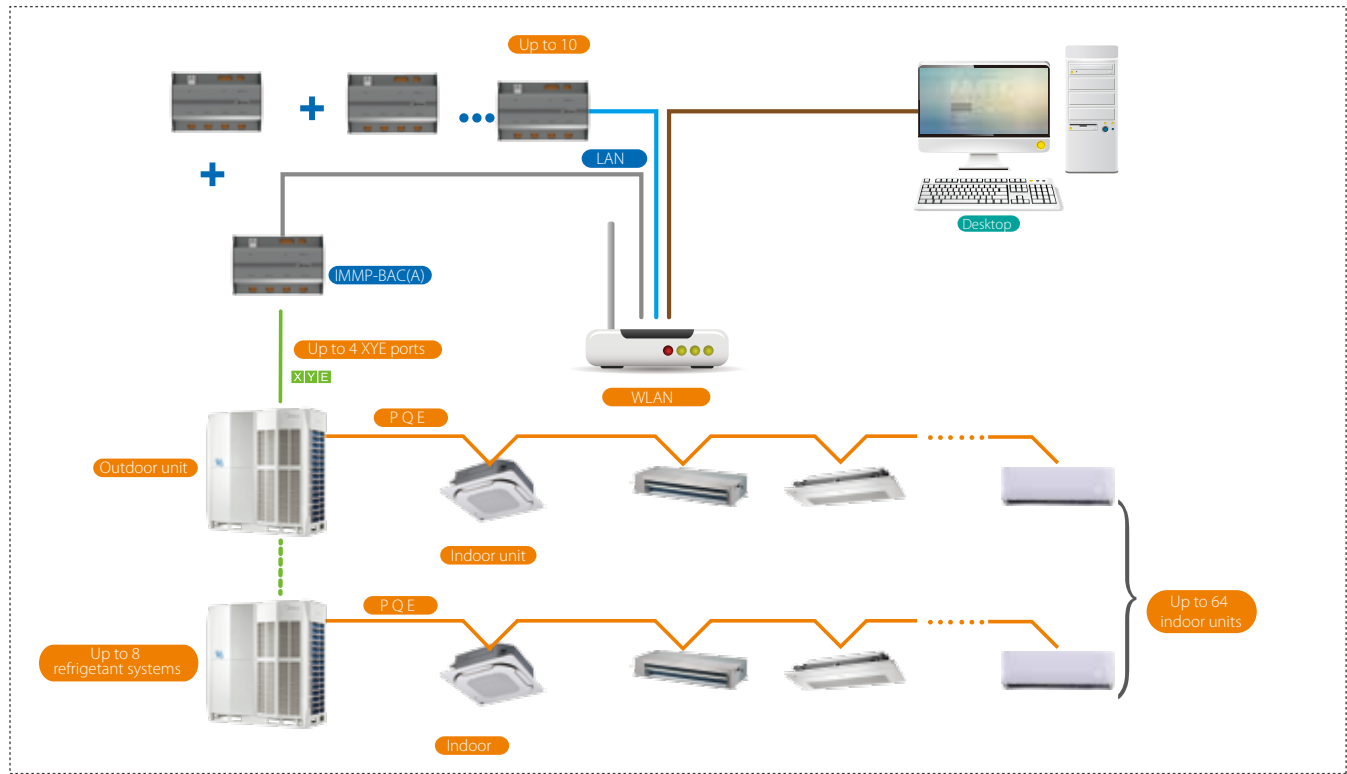 Up to 10
LAN
Desktop
IMMP-BAC(A)
Up to 4 XYE ports
X Y E
WLAN
P Q E
Outdoor unit
Indoor unit
P Q E
Up to 64
indoor units
Up to 8
refrigetant systems
Indoor